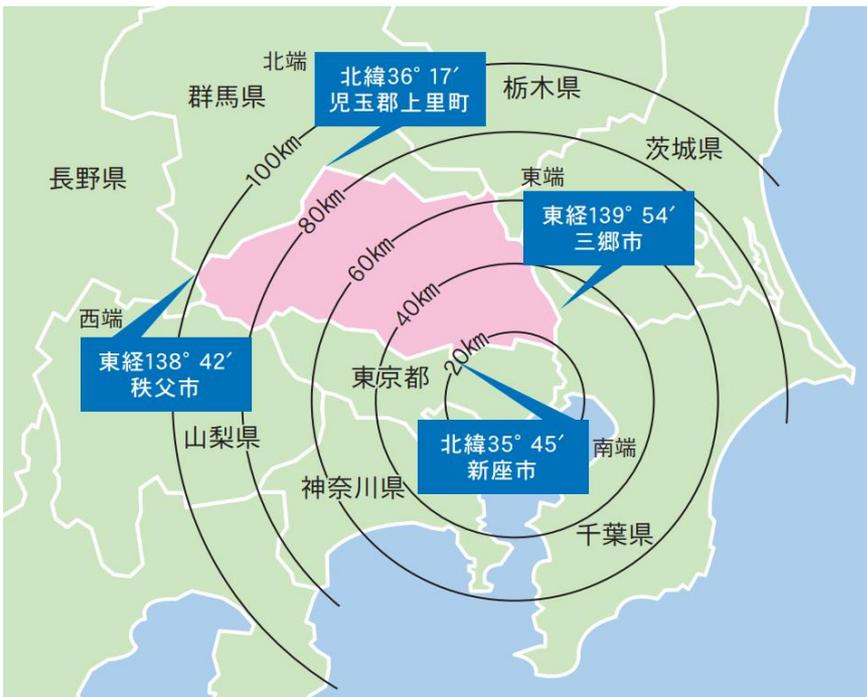 北端
北緯36° 17′
児玉郡上里町
群馬県
栃木県
茨城県
長野県
100km
80km
60km
40km
20km
東端
東経139° 54′
三郷市
西端
東経138° 42′
秩父市
東京都
山梨県
北緯35° 45′
新座市
南端
神奈川県
千葉県